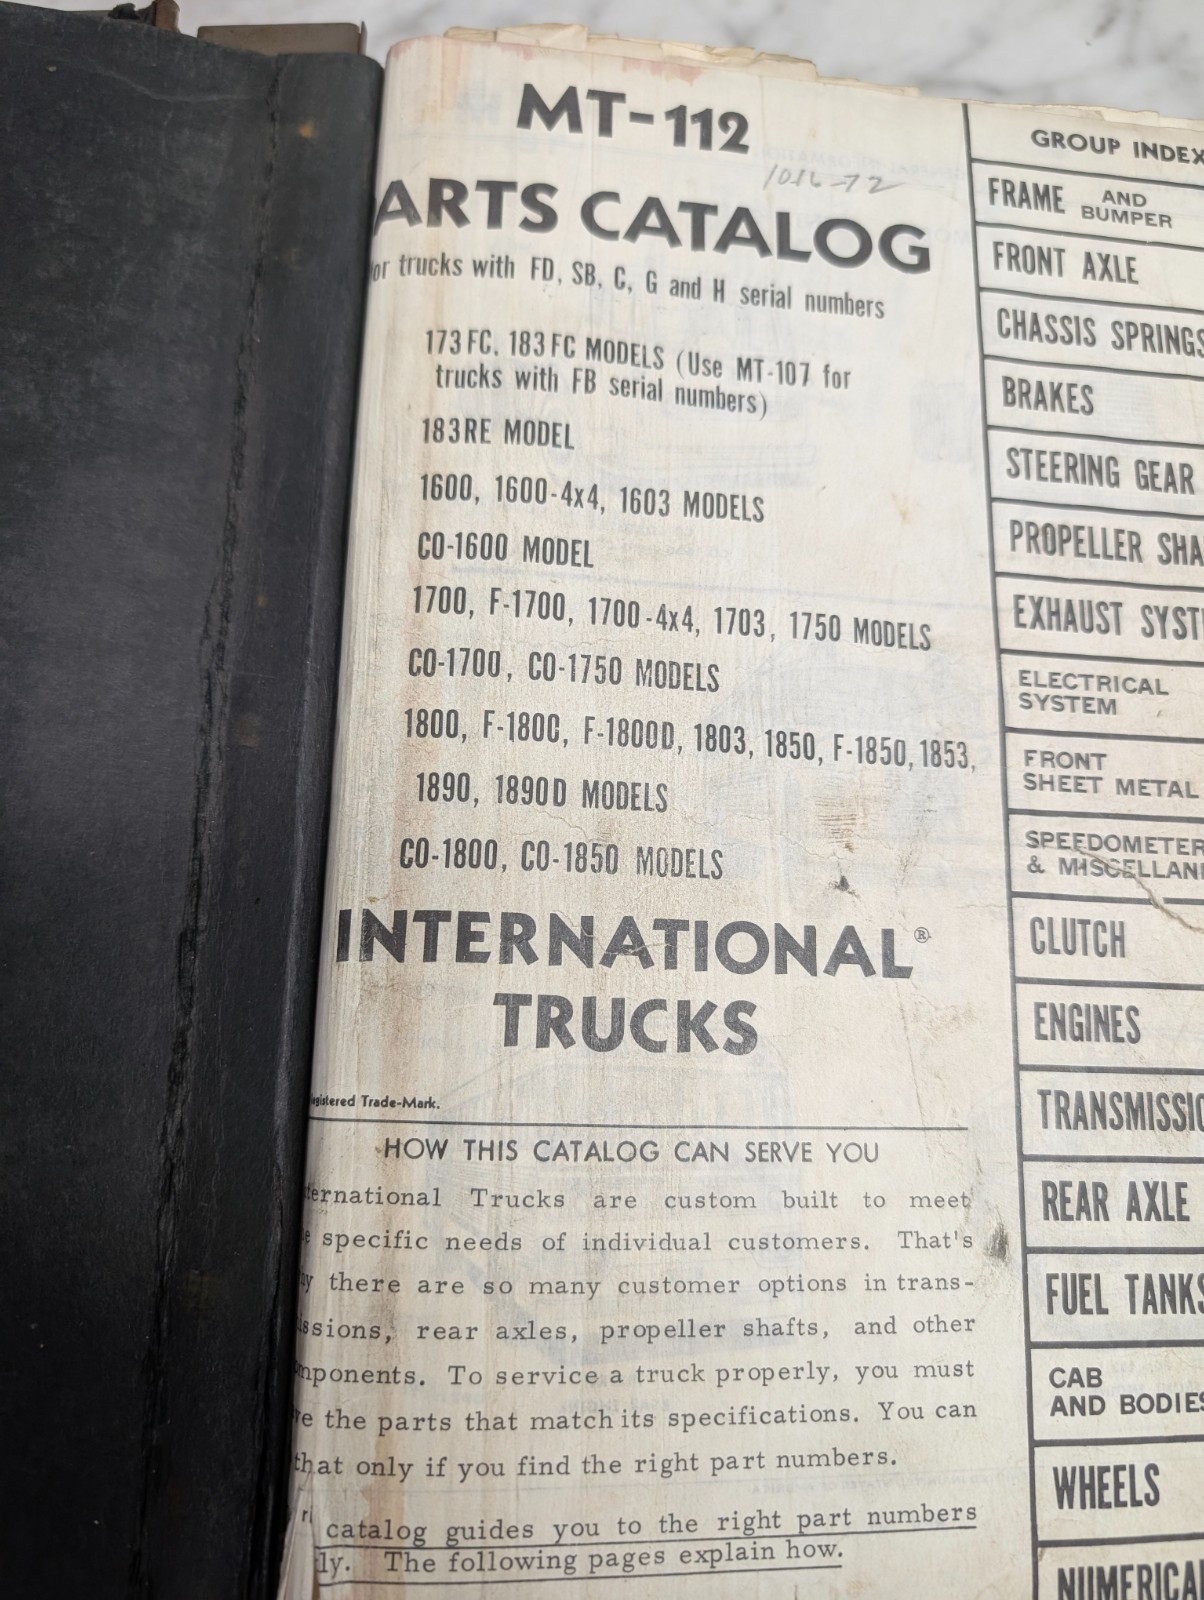 MT-112
ARTS CATALOG
or trucks with FD, SB, C, G and H serial numbers
173 FC, 183 FC MODELS (Use MT-107 for
trucks with FB serial numbers)
183RE MODEL
1600, 1600-4x4, 1603 MODELS
CO-1600 MODEL
1700, F-1700, 1700-4x4, 1703, 1750 MODELS
CO-1700, CO-1750 MODELS
1800, F-1800, F-1800D, 1803, 1850, F-1850, 1853,
1890, 1890D MODELS
CO-1800, CO-1850 MODELS
INTERNATIONAL®
TRUCKS
gistered Trade-Mark.
HOW THIS CATALOG CAN SERVE YOU
ternational Trucks are custom built to meet
e specific needs of individual customers. That's
y there are so many customer options in trans-
ssions, rear axles, propeller shafts, and other
mponents. To service a truck properly, you must
e the parts that match its specifications. You can
that only if you find the right part numbers.
catalog guides you to the right part numbers
ly. The following pages explain how.
GROUP INDEX
FRAME AND
BUMPER
FRONT AXLE
CHASSIS SPRINGS
BRAKES
STEERING GEAR
PROPELLER SHA
EXHAUST SYST
ELECTRICAL
SYSTEM
FRONT
SHEET METAL
SPEEDOMETER
& MISCELLAN
CLUTCH
ENGINES
TRANSMISSIO
REAR AXLE
FUEL TANKS
CAB
AND BODIES
WHEELS
NUMERICA